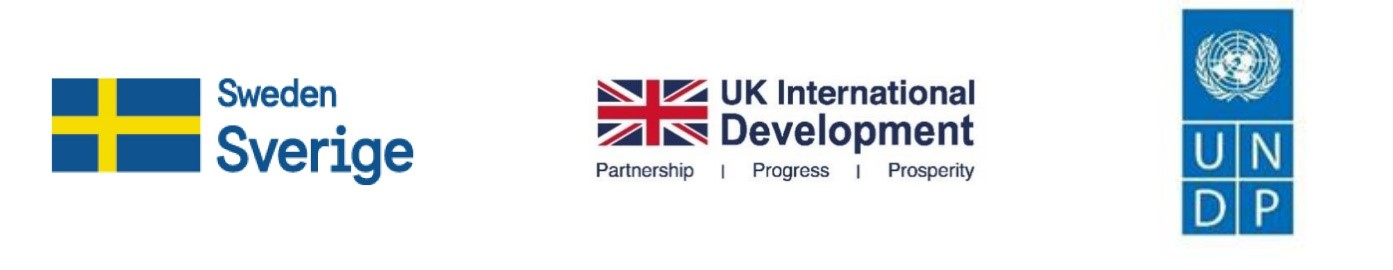 Sweden
Sverige
UK International
Development
Partnership | Progress | Prosperity
U N
D P